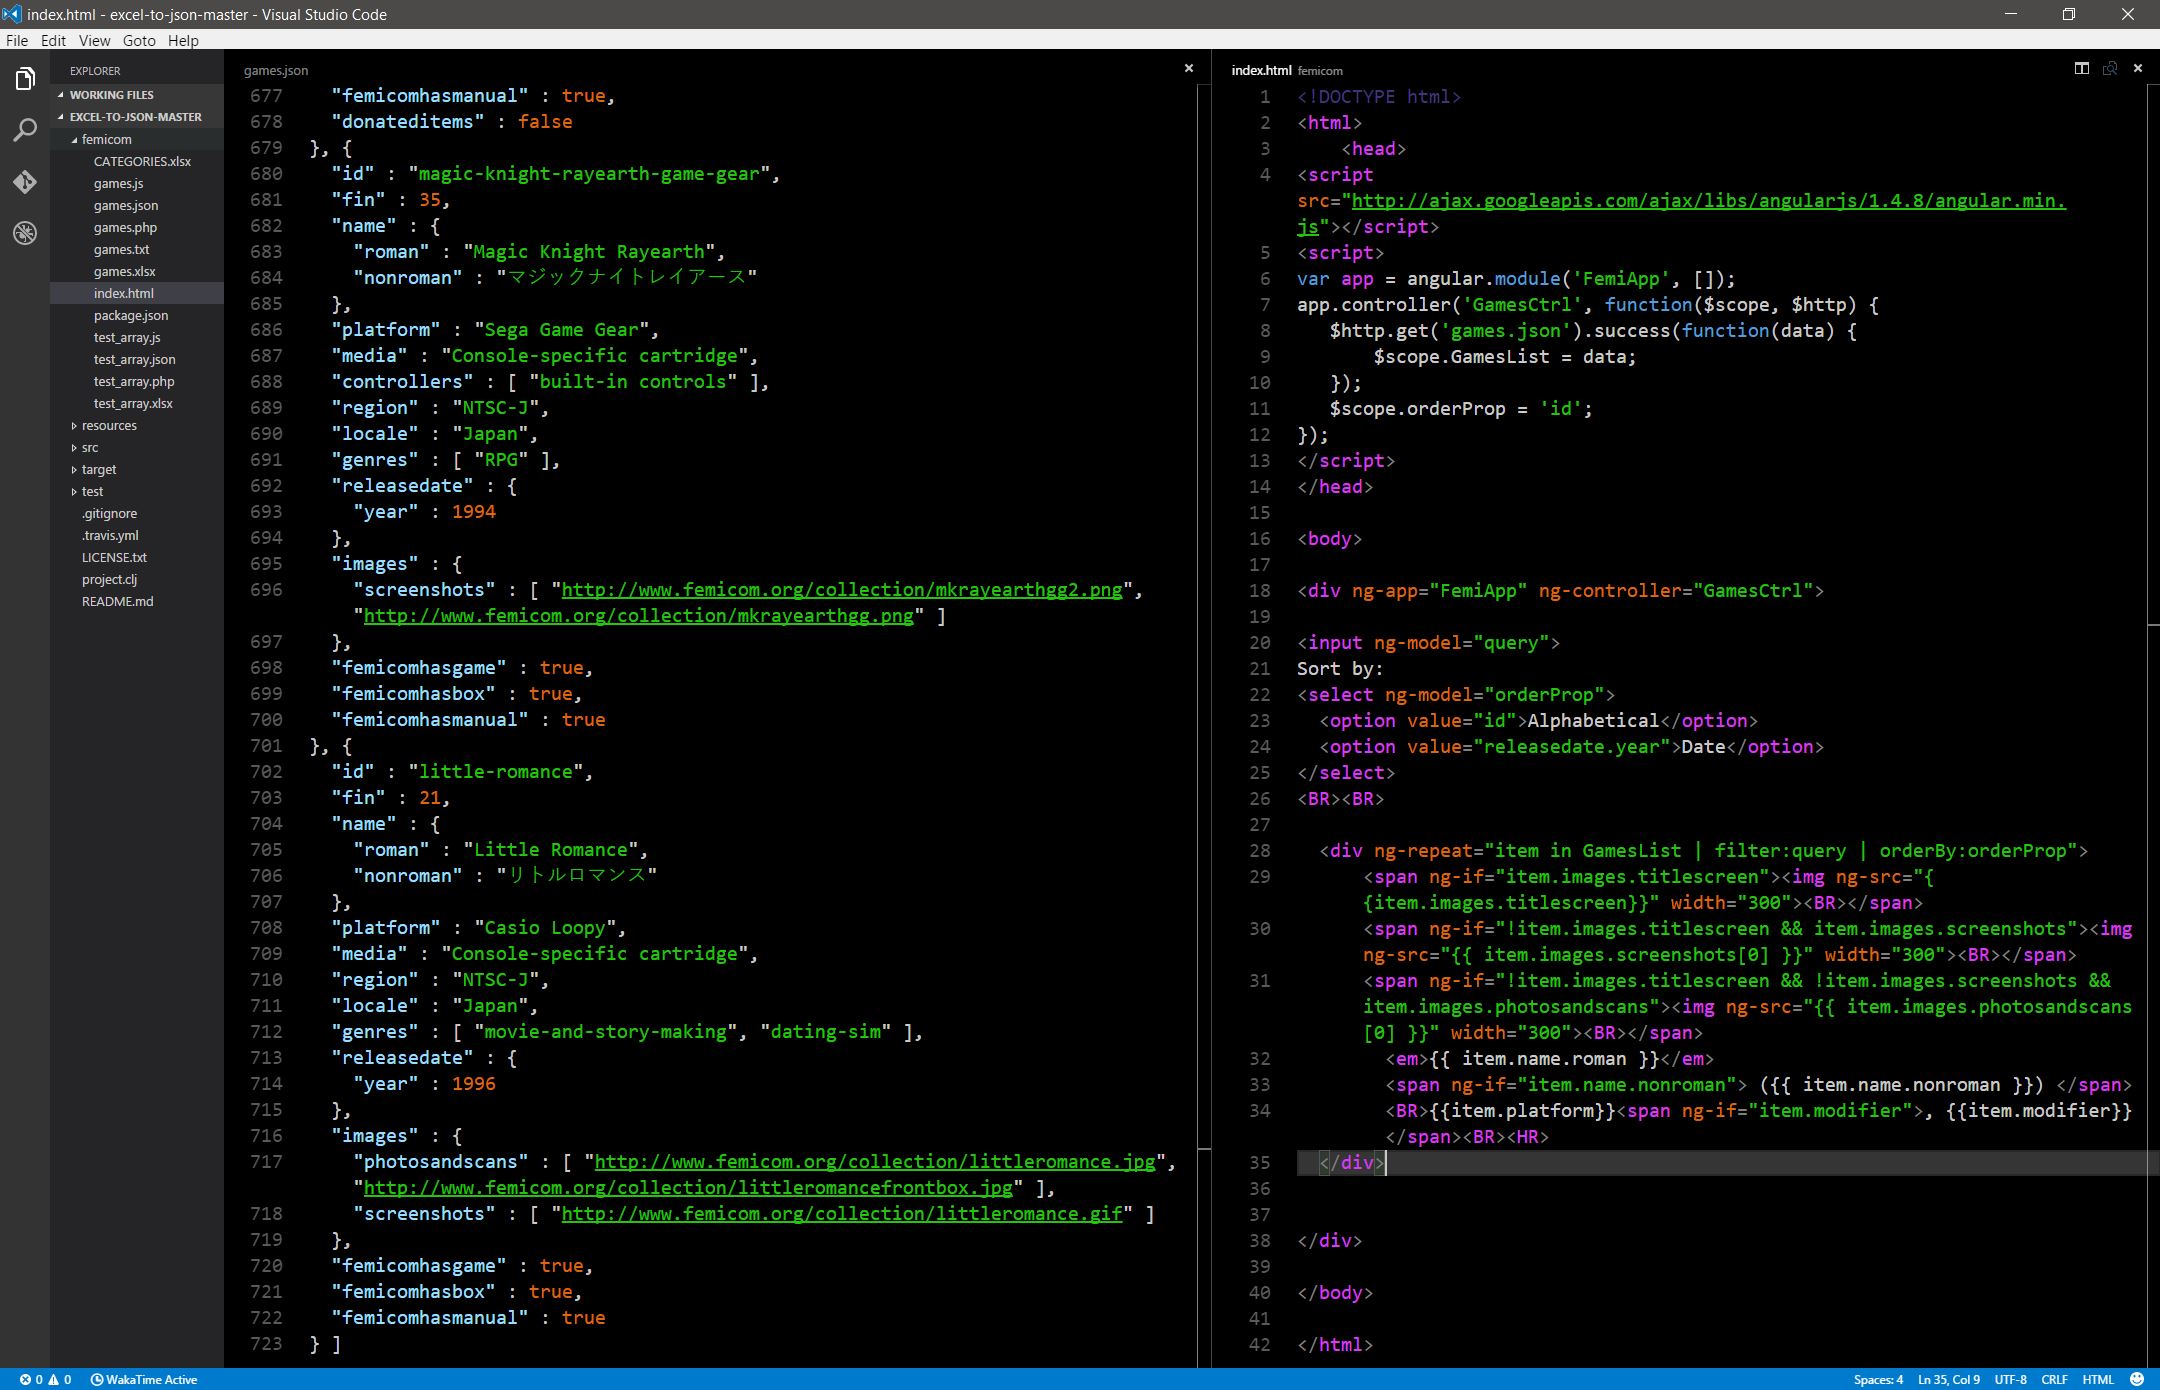 index.html - excel-to-json-master - Visual Studio Code
File Edit View Goto Help
EXPLORER
WORKING FILES
EXCEL-TO-JSON-MASTER
femicom
CATEGORIES.xlsx
games.js
games.json
games.php
games.txt
games.xlsx
index.html
package.json
test_array.js
test_array.json
test_array.php
test_array.xlsx
resources
src
target
test
.gitignore
.travis.yml
LICENSE.txt
project.clj
README.md
games.json
677 "femicomhasmanual" : true,
678 "donateditems" : false
679 }, {
680 "id" : "magic-knight-rayearth-game-gear",
681 "fin" : 35,
682 "name" : {
683 "roman" : "Magic Knight Rayearth",
684 "nonroman" : "マジックナイトレイアース"
685 },
686 "platform" : "Sega Game Gear",
687 "media" : "Console-specific cartridge",
688 "controllers" : [ "built-in controls" ],
689 "region" : "NTSC-J",
690 "locale" : "Japan",
691 "genres" : [ "RPG" ],
692 "releasedate" : {
693 "year" : 1994
694 },
695 "images" : {
696 "screenshots" : [ "http://www.femicom.org/collection/mkrayearthgg2.png",
"http://www.femicom.org/collection/mkrayearthgg.png" ]
697 },
698 "femicomhasgame" : true,
699 "femicomhasbox" : true,
700 "femicomhasmanual" : true
701 }, {
702 "id" : "little-romance",
703 "fin" : 21,
704 "name" : {
705 "roman" : "Little Romance",
706 "nonroman" : "リトルロマンス"
707 },
708 "platform" : "Casio Loopy",
709 "media" : "Console-specific cartridge",
710 "region" : "NTSC-J",
711 "locale" : "Japan",
712 "genres" : [ "movie-and-story-making", "dating-sim" ],
713 "releasedate" : {
714 "year" : 1996
715 },
716 "images" : {
717 "photosandscans" : [ "http://www.femicom.org/collection/littleromance.jpg",
"http://www.femicom.org/collection/littleromancefrontbox.jpg" ],
718 "screenshots" : [ "http://www.femicom.org/collection/littleromance.gif" ]
719 },
720 "femicomhasgame" : true,
721 "femicomhasbox" : true,
722 "femicomhasmanual" : true
723 } ]
index.html femicom
1 <!DOCTYPE html>
2 <html>
3 <head>
4 <script
src="http://ajax.googleapis.com/ajax/libs/angularjs/1.4.8/angular.min.
js"></script>
5 <script>
6 var app = angular.module('FemiApp', []);
7 app.controller('GamesCtrl', function($scope, $http) {
8 $http.get('games.json').success(function(data) {
9 $scope.GamesList = data;
10 });
11 $scope.orderProp = 'id';
12 });
13 </script>
14 </head>
15
16 <body>
17
18 <div ng-app="FemiApp" ng-controller="GamesCtrl">
19
20 <input ng-model="query">
21 Sort by:
22 <select ng-model="orderProp">
23 <option value="id">Alphabetical</option>
24 <option value="releasedate.year">Date</option>
25 </select>
26 <BR><BR>
27
28 <div ng-repeat="item in GamesList | filter:query | orderBy:orderProp">
29 <span ng-if="item.images.titlescreen"><img ng-src="{
{item.images.titlescreen}}" width="300"><BR></span>
30 <span ng-if="!item.images.titlescreen && item.images.screenshots"><img
ng-src="{{ item.images.screenshots[0] }}" width="300"><BR></span>
31 <span ng-if="!item.images.titlescreen && !item.images.screenshots &&
item.images.photosandscans"><img ng-src="{{ item.images.photosandscans
[0] }}" width="300"><BR></span>
32 <em>{{ item.name.roman }}</em>
33 <span ng-if="item.name.nonroman"> ({{ item.name.nonroman }}) </span>
34 <BR>{{item.platform}}<span ng-if="item.modifier">, {{item.modifier}}
</span><BR><HR>
35 </div>
36
37
38 </div>
39
40 </body>
41
42 </html>
0 0 WakaTime Active
Spaces: 4 Ln 35, Col 9 UTF-8 CRLF HTML